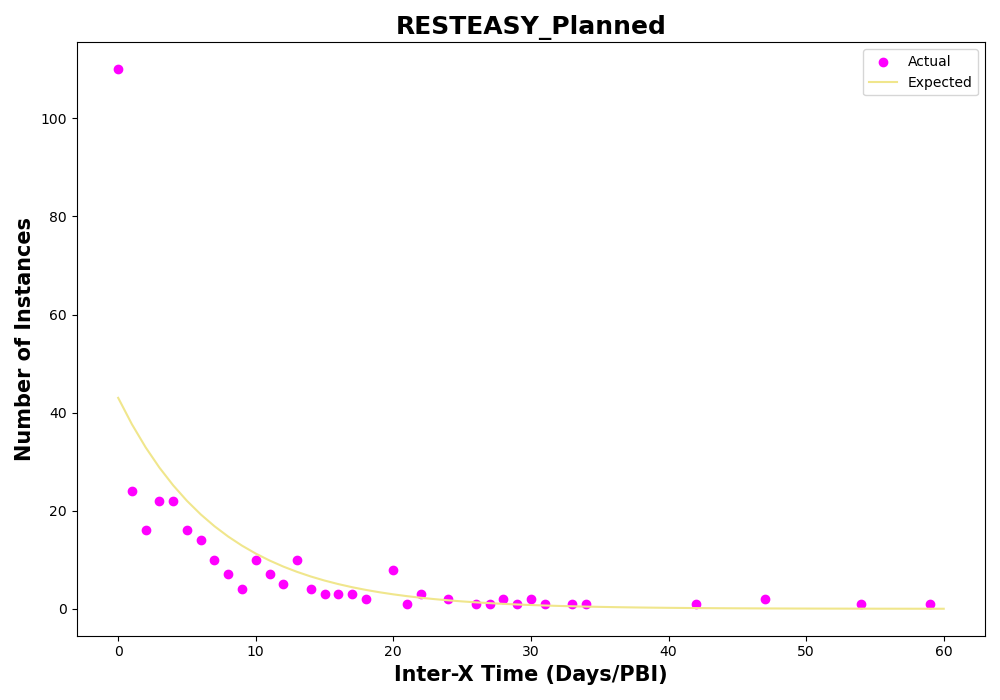 RESTEASY_Planned
Actual
Expected
Number of Instances
100
80
60
40
20
0
0 10 20 30 40 50 60
Inter-X Time (Days/PBI)